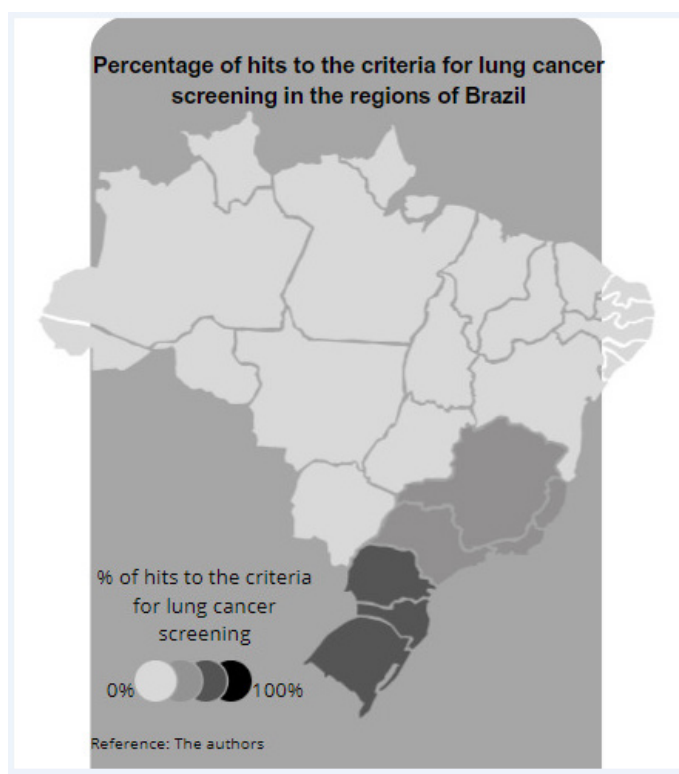 Percentage of hits to the criteria for lung cancer
screening in the regions of Brazil
% of hits to the criteria
for lung cancer
screening
0% 100%
Reference: The authors